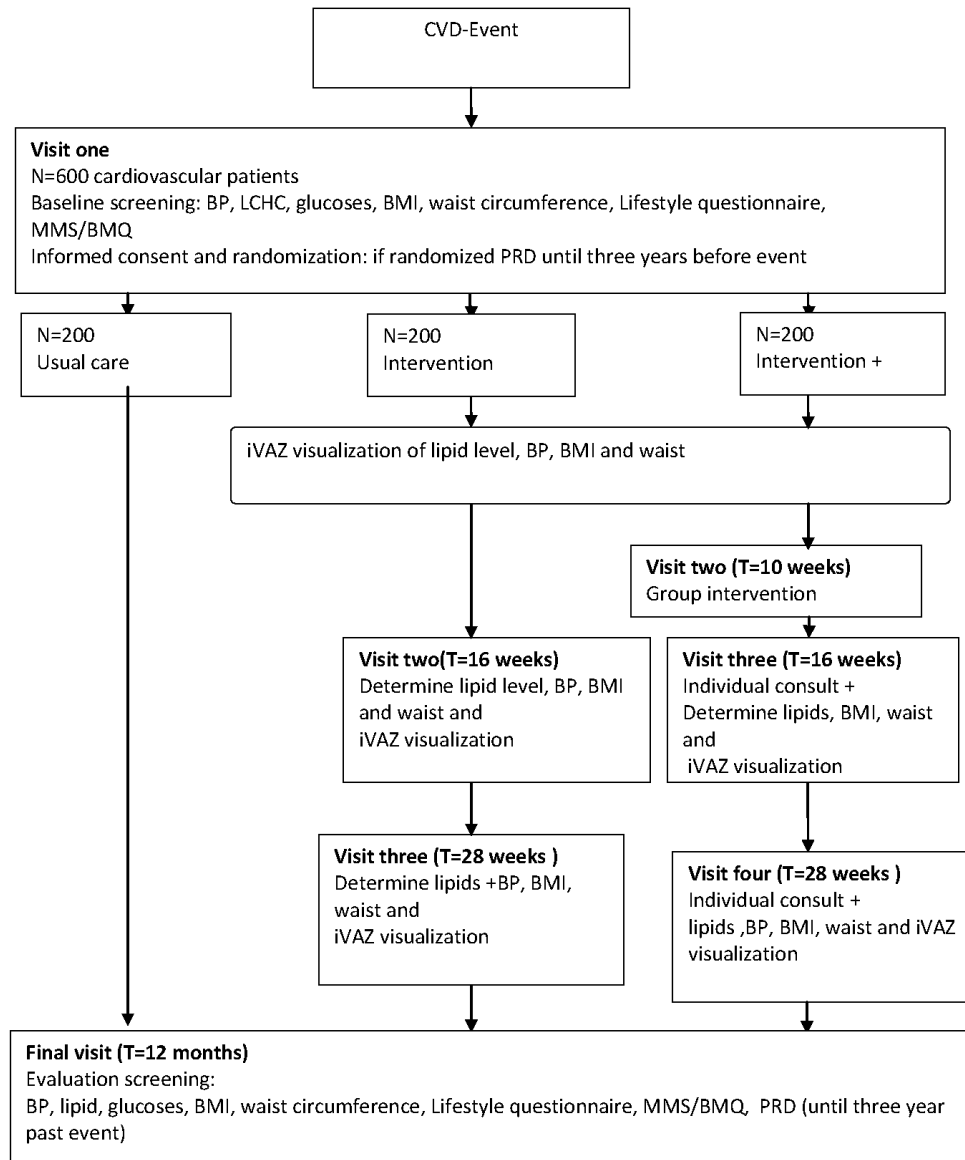 CVD-Event
Visit one
N=600 cardiovascular patients
Baseline screening: BP, LCHC, glucoses, BMI, waist circumference, Lifestyle questionnaire,
MMS/BMQ
Informed consent and randomization: if randomized PRD until three years before event
N=200
Usual care
N=200
Intervention
N=200
Intervention +
iVAZ visualization of lipid level, BP, BMI and waist
Visit two (T=10 weeks)
Group intervention
Visit two(T=16 weeks)
Determine lipid level, BP, BMI
and waist and
iVAZ visualization
Visit three (T=16 weeks)
Individual consult +
Determine lipids, BMI, waist
and
iVAZ visualization
Visit three (T=28 weeks )
Determine lipids +BP, BMI,
waist and
iVAZ visualization
Visit four (T=28 weeks )
Individual consult +
lipids ,BP, BMI, waist and iVAZ
visualization
Final visit (T=12 months)
Evaluation screening:
BP, lipid, glucoses, BMI, waist circumference, Lifestyle questionnaire, MMS/BMQ, PRD (until three year
past event)